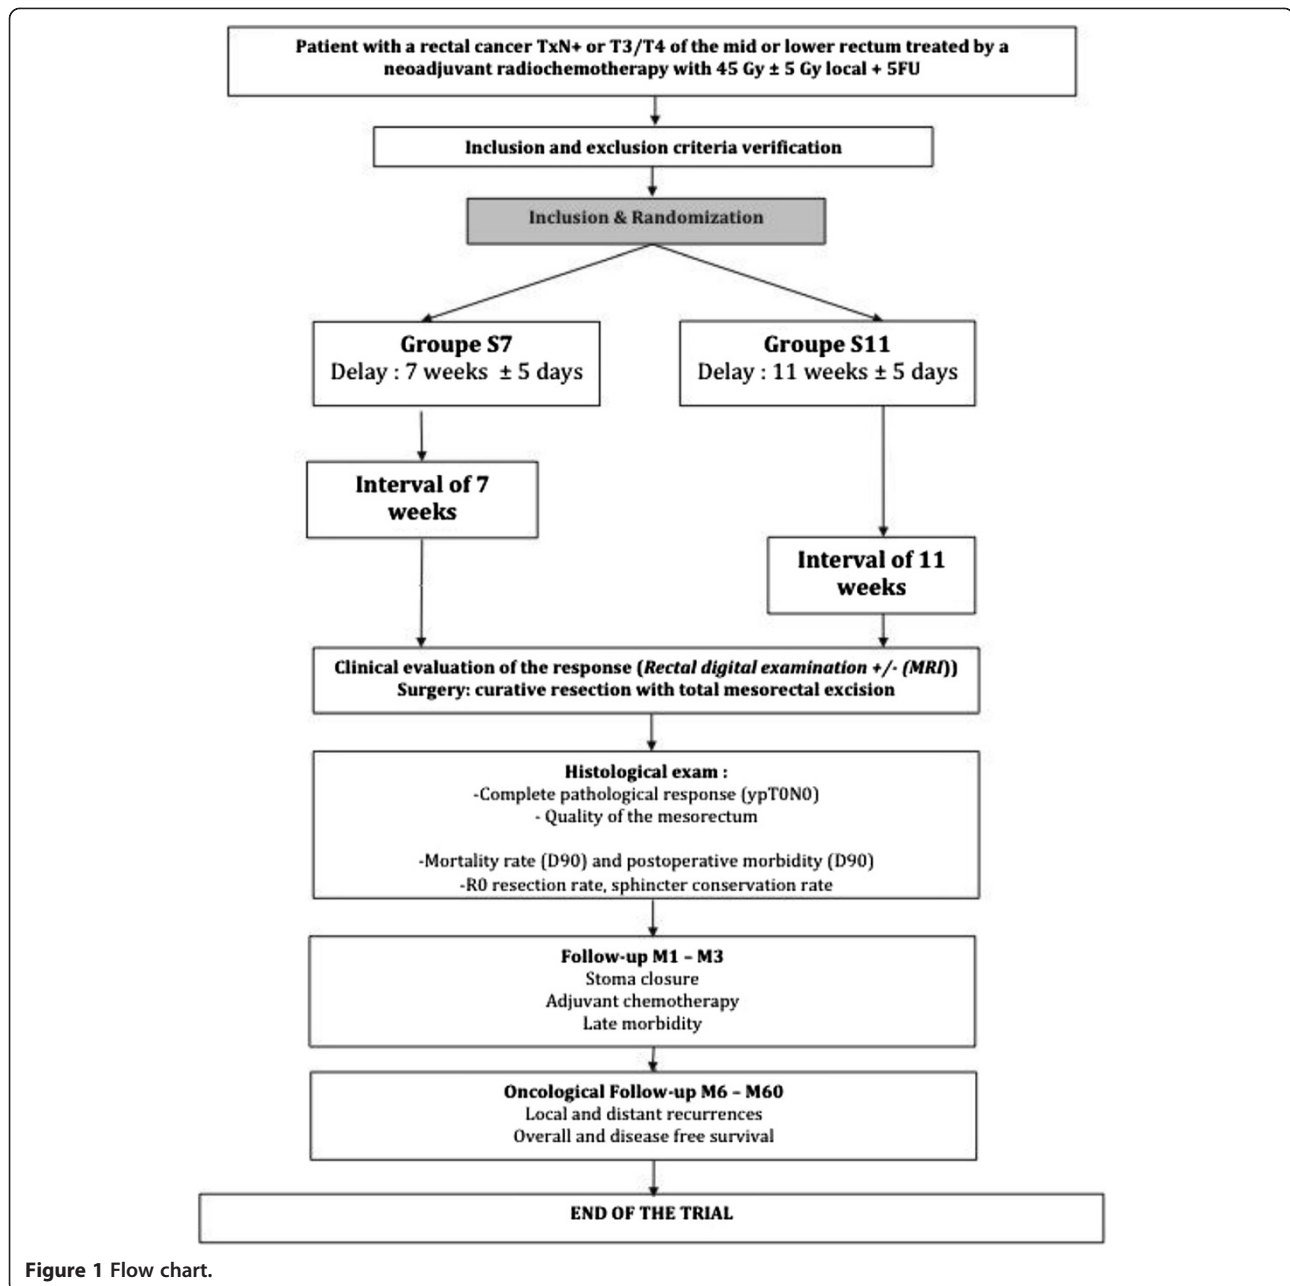 Patient with a rectal cancer TxN+ or T3/T4 of the mid or lower rectum treated by a
neoadjuvant radiochemotherapy with 45 Gy ± 5 Gy local + 5FU
Inclusion and exclusion criteria verification
Inclusion & Randomization
Groupe S7
Delay : 7 weeks ± 5 days
Groupe S11
Delay : 11 weeks ± 5 days
Interval of 7
weeks
Interval of 11
weeks
Clinical evaluation of the response (Rectal digital examination +/- (MRI))
Surgery: curative resection with total mesorectal excision
Histological exam :
-Complete pathological response (ypT0N0)
- Quality of the mesorectum
-Mortality rate (D90) and postoperative morbidity (D90)
-R0 resection rate, sphincter conservation rate
Follow-up M1 – M3
Stoma closure
Adjuvant chemotherapy
Late morbidity
Oncological Follow-up M6 – M60
Local and distant recurrences
Overall and disease free survival
END OF THE TRIAL
Figure 1 Flow chart.